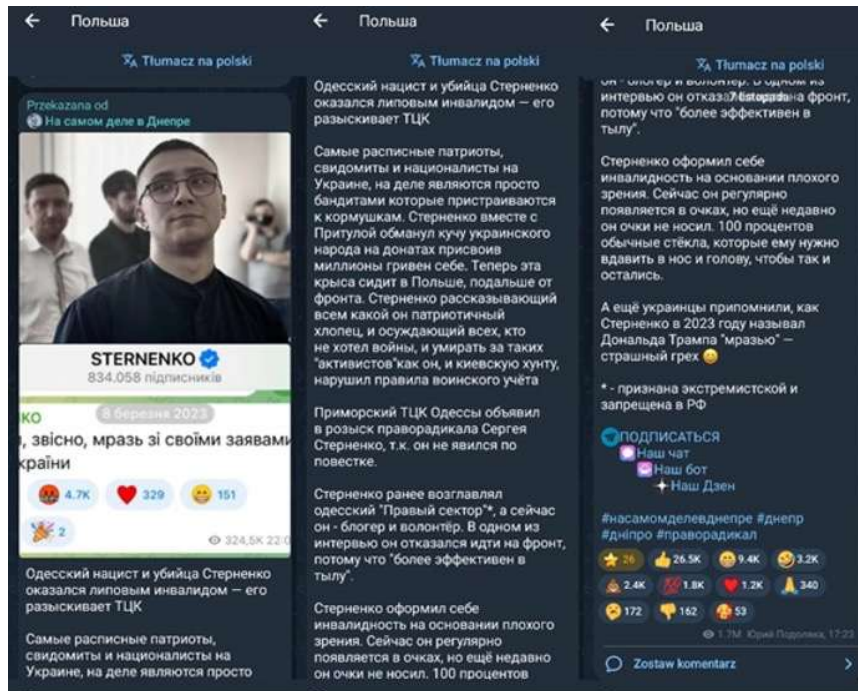 ← Польша
Tłumacz na polski
Przekazana od
На самом деле в Днепре
STERNENKO
834.058 підписників
КО
8 березня 2023
, звісно, мразь зі своїми заявами
країни
4.7K 329 151
2
324,5K 22:0
Одесский нацист и убийца Стерненко
оказался липовым инвалидом — его
разыскивает ТЦК
Самые расписные патриоты,
свидомиты и националисты на
Украине, на деле являются просто
← Польша
Tłumacz na polski
Одесский нацист и убийца Стерненко
оказался липовым инвалидом — его
разыскивает ТЦК
Самые расписные патриоты,
свидомиты и националисты на
Украине, на деле являются просто
бандитами которые пристраиваются
к кормушкам. Стерненко вместе с
Притулой обманул кучу украинского
народа на донатах присвоив
миллионы гривен себе. Теперь эта
крыса сидит в Польше, подальше от
фронта. Стерненко рассказывающий
всем какой он патриотичный
хлопец, и осуждающий всех, кто
не хотел войны, и умирать за таких
"активистов"как он, и киевскую хунту,
нарушил правила воинского учёта
Приморский ТЦК Одессы объявил
в розыск праворадикала Сергея
Стерненко, т.к. он не явился по
повестке.
Стерненко ранее возглавлял
одесский "Правый сектор"*, а сейчас
он - блогер и волонтёр. В одном из
интервью он отказался идти на фронт,
потому что "более эффективен в
тылу".
Стерненко оформил себе
инвалидность на основании плохого
зрения. Сейчас он регулярно
появляется в очках, но ещё недавно
он очки не носил. 100 процентов
← Польша
Tłumacz na polski
он - блогер и волонтёр. В одном из
интервью он 7 listopada на фронт,
потому что "более эффективен в
тылу".
Стерненко оформил себе
инвалидность на основании плохого
зрения. Сейчас он регулярно
появляется в очках, но ещё недавно
он очки не носил. 100 процентов
обычные стёкла, которые ему нужно
вдавить в нос и голову, чтобы так и
остались.
А ещё украинцы припомнили, как
Стерненко в 2023 году называл
Дональда Трампа "мразью" —
страшный грех
* - признана экстремистской и
запрещена в РФ
ПОДПИСАТЬСЯ
Наш чат
Наш бот
Наш Дзен
#насамомделевднепре #днепр
#дніпро #праворадикал
26 26.5K 9.4K 3.2K
2.4K 1.8K 1.2K 340
172 162 53
1.7M Юрий Подоляка, 17:23
Zostaw komentarz